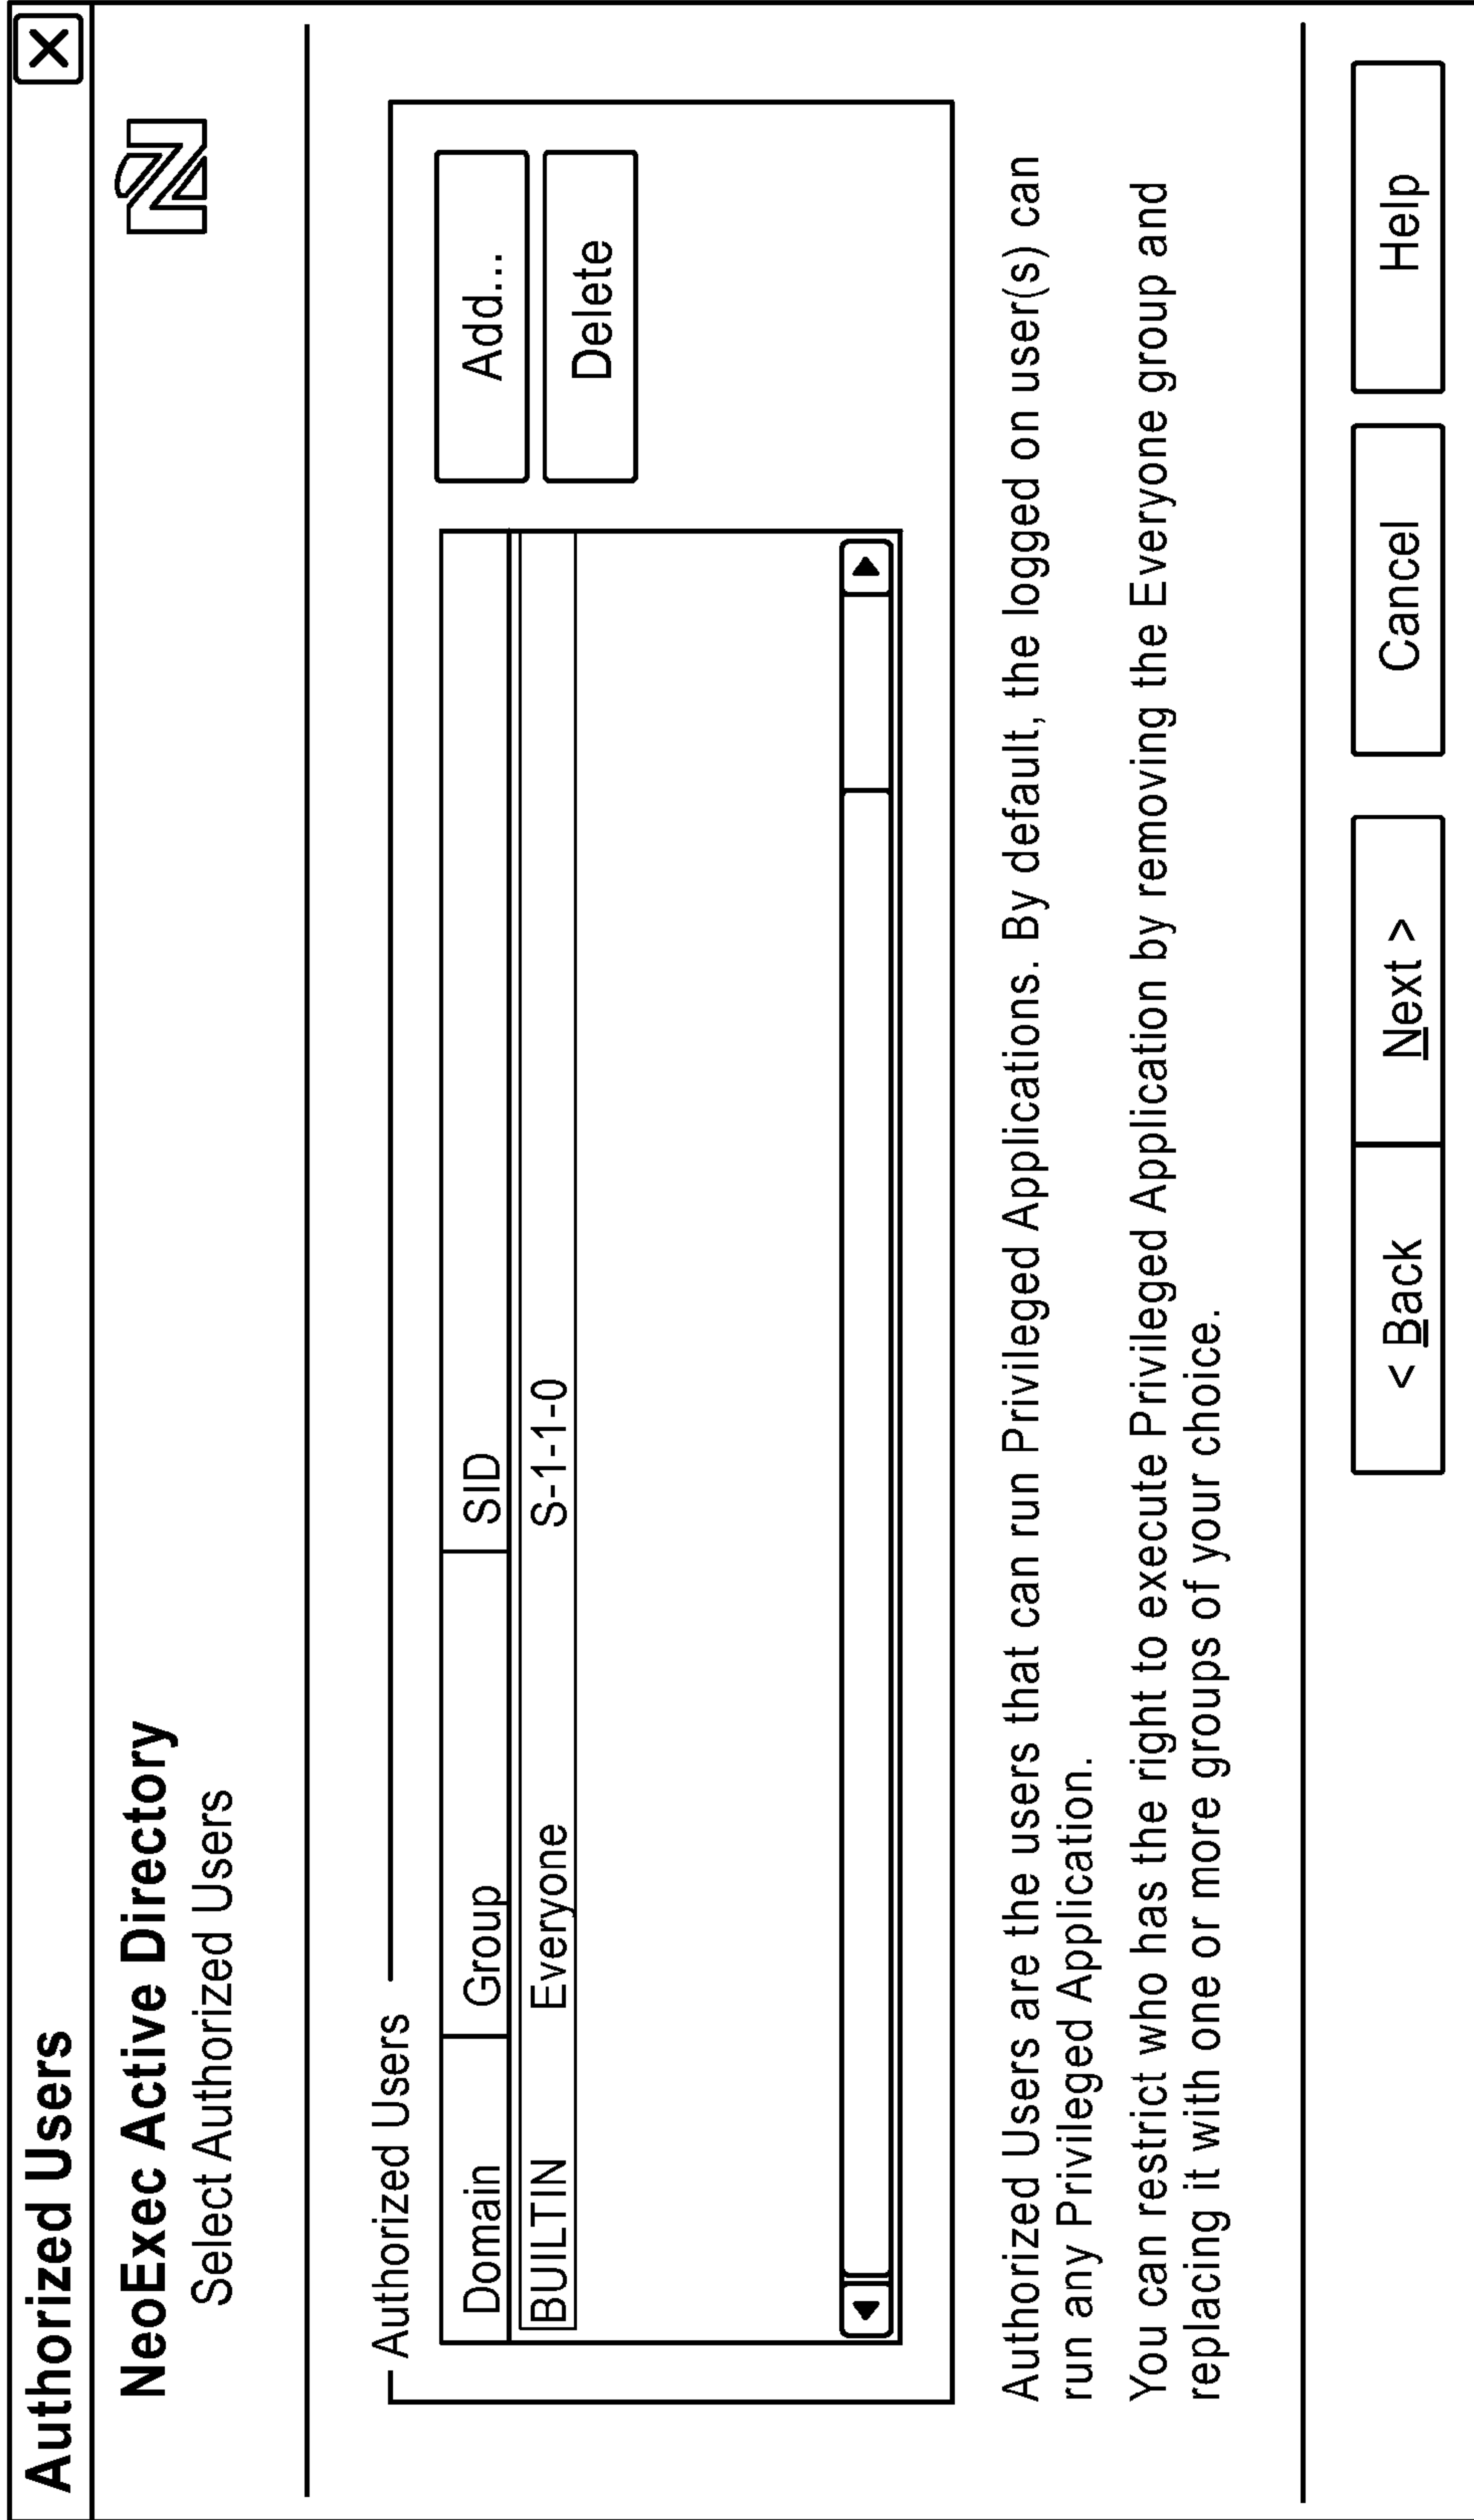 Authorized Users
NeoExec Active Directory
Select Authorized Users
Authorized Users
Domain Group SID
BUILTIN Everyone S-1-1-0
Add...
Delete
Authorized Users are the users that can run Privileged Applications. By default, the logged on user(s) can
run any Privileged Application.
You can restrict who has the right to execute Privileged Application by removing the Everyone group and
replacing it with one or more groups of your choice.
< Back Next > Cancel Help